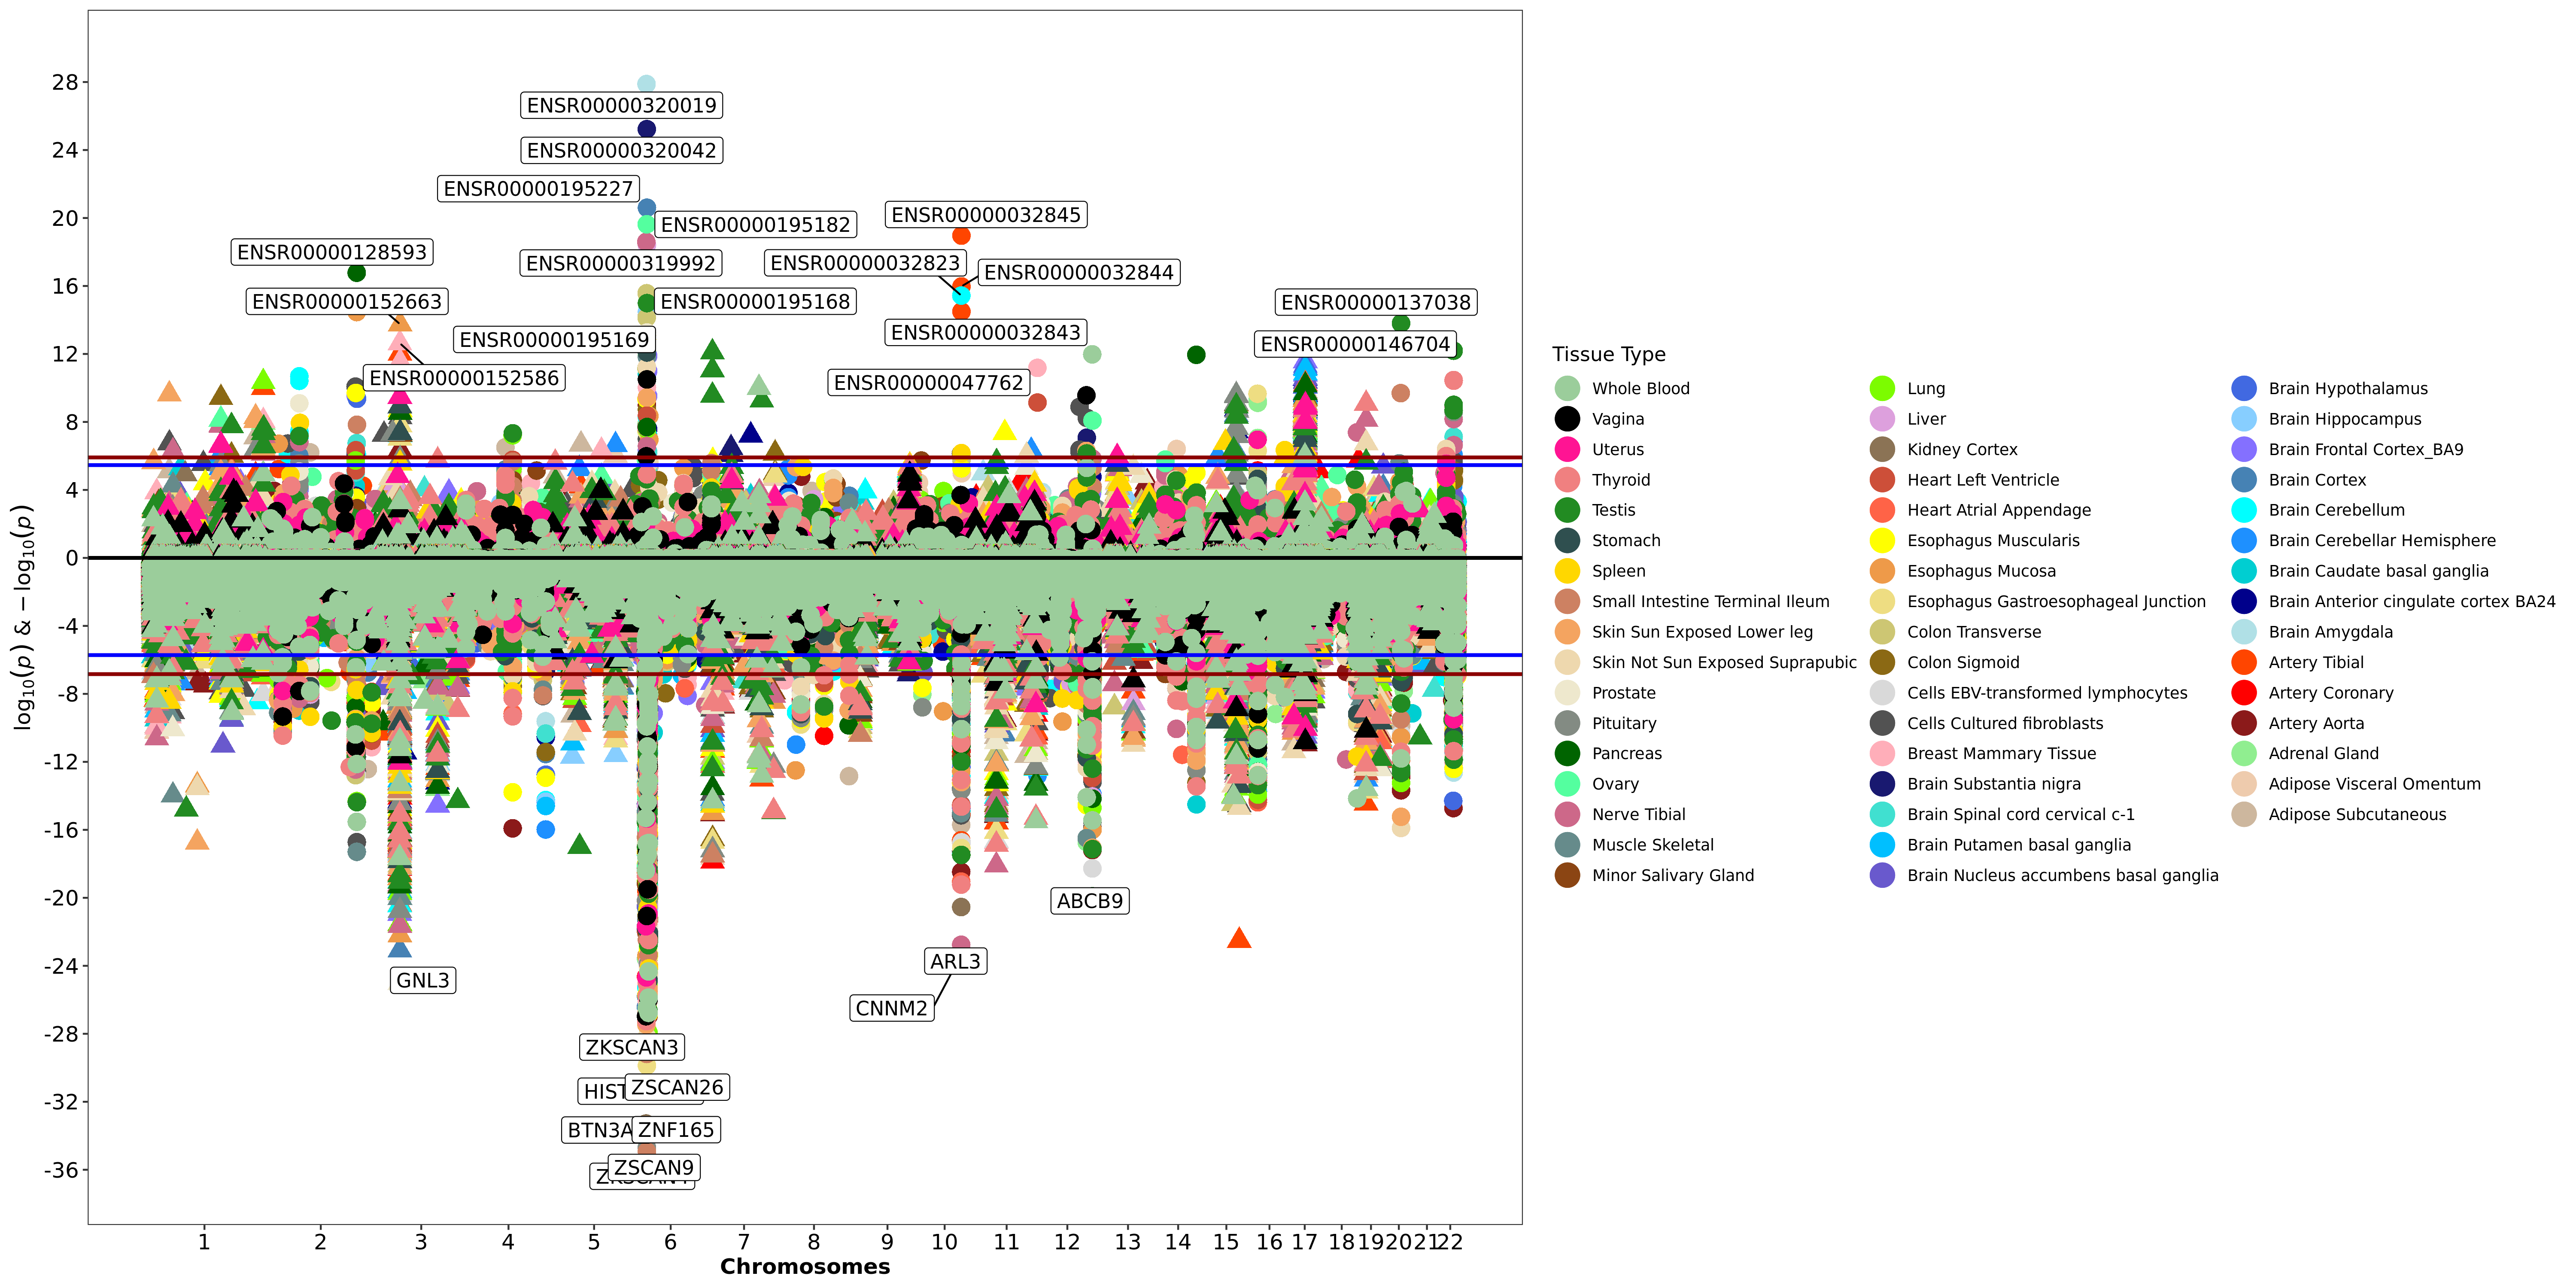 28
24
20
16
12
8
4
0
-4
-8
-12
-16
-20
-24
-28
-32
-36
log10(p) & −log10(p)
ENSR00000320019
ENSR00000320042
ENSR00000195227
ENSR00000195182
ENSR00000032845
ENSR00000128593
ENSR00000319992
ENSR00000032823
ENSR00000032844
ENSR00000152663
ENSR00000195168
ENSR00000137038
ENSR00000195169
ENSR00000032843
ENSR00000146704
ENSR00000152586
ENSR00000047762
ABCB9
ARL3
GNL3
CNNM2
ZKSCAN3
HIST
ZSCAN26
BTN3A
ZNF165
ZSCAN9
1 2 3 4 5 6 7 8 9 10 11 12 13 14 15 16 17 18 19 20 21 22
Chromosomes
Tissue Type
Whole Blood
Vagina
Uterus
Thyroid
Testis
Stomach
Spleen
Small Intestine Terminal Ileum
Skin Sun Exposed Lower leg
Skin Not Sun Exposed Suprapubic
Prostate
Pituitary
Pancreas
Ovary
Nerve Tibial
Muscle Skeletal
Minor Salivary Gland
Lung
Liver
Kidney Cortex
Heart Left Ventricle
Heart Atrial Appendage
Esophagus Muscularis
Esophagus Mucosa
Esophagus Gastroesophageal Junction
Colon Transverse
Colon Sigmoid
Cells EBV-transformed lymphocytes
Cells Cultured fibroblasts
Breast Mammary Tissue
Brain Substantia nigra
Brain Spinal cord cervical c-1
Brain Putamen basal ganglia
Brain Nucleus accumbens basal ganglia
Brain Hypothalamus
Brain Hippocampus
Brain Frontal Cortex_BA9
Brain Cortex
Brain Cerebellum
Brain Cerebellar Hemisphere
Brain Caudate basal ganglia
Brain Anterior cingulate cortex BA24
Brain Amygdala
Artery Tibial
Artery Coronary
Artery Aorta
Adrenal Gland
Adipose Visceral Omentum
Adipose Subcutaneous